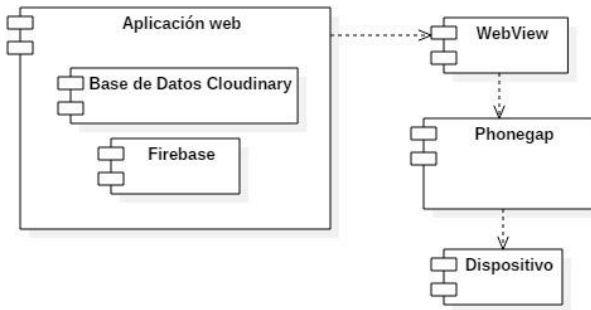 Aplicación web
Base de Datos Cloudinary
Firebase
WebView
Phonegap
Dispositivo